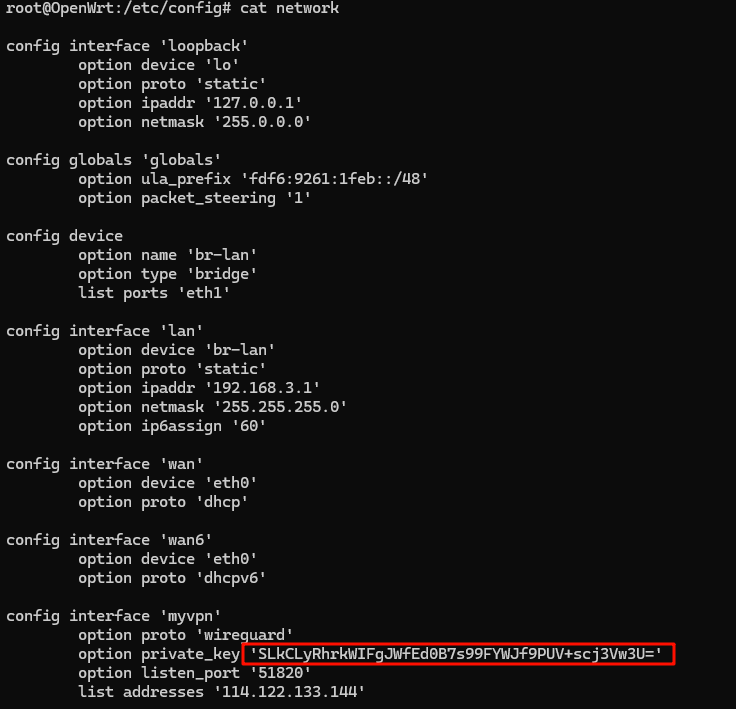 root@OpenWrt:/etc/config# cat network
config interface 'loopback'
option device 'lo'
option proto 'static'
option ipaddr '127.0.0.1'
option netmask '255.0.0.0'
config globals 'globals'
option ula_prefix 'fdf6:9261:1feb::/48'
option packet_steering '1'
config device
option name 'br-lan'
option type 'bridge'
list ports 'eth1'
config interface 'lan'
option device 'br-lan'
option proto 'static'
option ipaddr '192.168.3.1'
option netmask '255.255.255.0'
option ip6assign '60'
config interface 'wan'
option device 'eth0'
option proto 'dhcp'
config interface 'wan6'
option device 'eth0'
option proto 'dhcpv6'
config interface 'myvpn'
option proto 'wireguard'
option private_key 'SLkCLyRhrkWIFgJWfEd0B7s99FYWJf9PUV+scj3Vw3U='
option listen_port '51820'
list addresses '114.122.133.144'